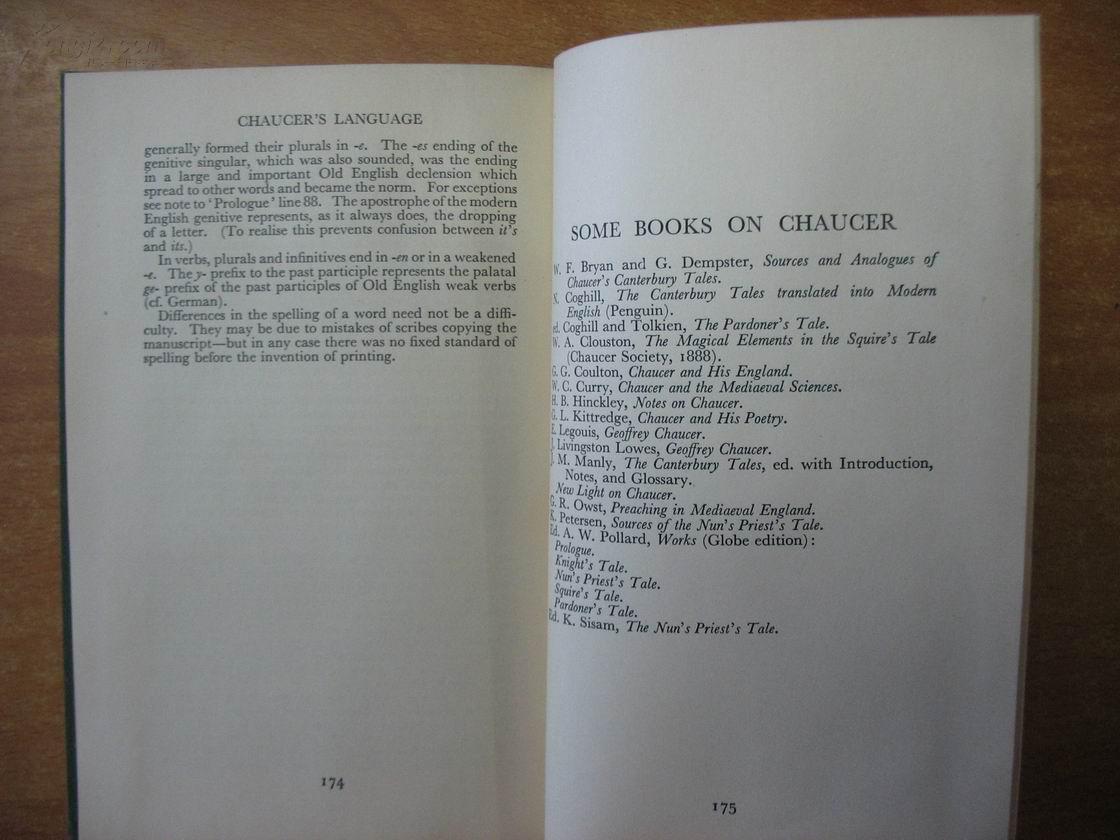 CHAUCER'S LANGUAGE
generally formed their plurals in -e. The -es ending of the
genitive singular, which was also sounded, was the ending
in a large and important Old English declension which
spread to other words and became the norm. For exceptions
see note to 'Prologue' line 88. The apostrophe of the modern
English genitive represents, as it always does, the dropping
of a letter. (To realise this prevents confusion between it's
and its.)
In verbs, plurals and infinitives end in -en or in a weakened
-e. The y- prefix to the past participle represents the palatal
ge- prefix of the past participles of Old English weak verbs
(cf. German).
Differences in the spelling of a word need not be a diffi-
culty. They may be due to mistakes of scribes copying the
manuscript—but in any case there was no fixed standard of
spelling before the invention of printing.
174
SOME BOOKS ON CHAUCER
W. F. Bryan and G. Dempster, Sources and Analogues of
Chaucer's Canterbury Tales.
N. Coghill, The Canterbury Tales translated into Modern
English (Penguin).
ed. Coghill and Tolkien, The Pardoner's Tale.
W. A. Clouston, The Magical Elements in the Squire's Tale
(Chaucer Society, 1888).
G. G. Coulton, Chaucer and His England.
W. C. Curry, Chaucer and the Mediaeval Sciences.
H. B. Hinckley, Notes on Chaucer.
G. L. Kittredge, Chaucer and His Poetry.
E. Legouis, Geoffrey Chaucer.
J. Livingston Lowes, Geoffrey Chaucer.
J. M. Manly, The Canterbury Tales, ed. with Introduction,
Notes, and Glossary.
New Light on Chaucer.
G. R. Owst, Preaching in Mediaeval England.
K. Petersen, Sources of the Nun's Priest's Tale.
Ed. A. W. Pollard, Works (Globe edition):
Prologue.
Knight's Tale.
Nun's Priest's Tale.
Squire's Tale.
Pardoner's Tale.
Ed. K. Sisam, The Nun's Priest's Tale.
175